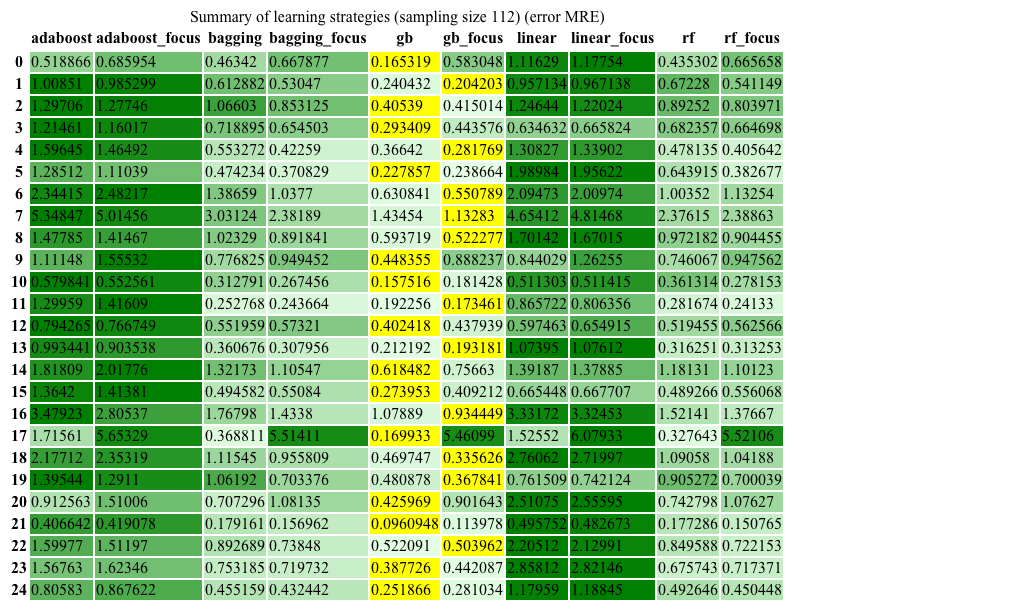 Summary of learning strategies (sampling size 112) (error MRE)
adaboost adaboost_focus bagging bagging_focus gb gb_focus linear linear_focus rf rf_focus
0 0.518866 0.685954 0.46342 0.667877 0.165319 0.583048 1.11629 1.17754 0.435302 0.665658
1 1.00851 0.985299 0.612882 0.53047 0.240432 0.204203 0.957134 0.967138 0.67228 0.541149
2 1.29706 1.27746 1.06603 0.853125 0.40539 0.415014 1.24644 1.22024 0.89252 0.803971
3 1.21461 1.16017 0.718895 0.654503 0.293409 0.443576 0.634632 0.665824 0.682357 0.664698
4 1.59645 1.46492 0.553272 0.42259 0.36642 0.281769 1.30827 1.33902 0.478135 0.405642
5 1.28512 1.11039 0.474234 0.370829 0.227857 0.238664 1.98984 1.95622 0.643915 0.382677
6 2.34415 2.48217 1.38659 1.0377 0.630841 0.550789 2.09473 2.00974 1.00352 1.13254
7 5.34847 5.01456 3.03124 2.38189 1.43454 1.13283 4.65412 4.81468 2.37615 2.38863
8 1.47785 1.41467 1.02329 0.891841 0.593719 0.522277 1.70142 1.67015 0.972182 0.904455
9 1.11148 1.55532 0.776825 0.949452 0.448355 0.888237 0.844029 1.26255 0.746067 0.947562
10 0.579841 0.552561 0.312791 0.267456 0.157516 0.181428 0.511303 0.511415 0.361314 0.278153
11 1.29959 1.41609 0.252768 0.243664 0.192256 0.173461 0.865722 0.806356 0.281674 0.24133
12 0.794265 0.766749 0.551959 0.57321 0.402418 0.437939 0.597463 0.654915 0.519455 0.562566
13 0.993441 0.903538 0.360676 0.307956 0.212192 0.193181 1.07395 1.07612 0.316251 0.313253
14 1.81809 2.01776 1.32173 1.10547 0.618482 0.75663 1.39187 1.37885 1.18131 1.10123
15 1.3642 1.41381 0.494582 0.55084 0.273953 0.409212 0.665448 0.667707 0.489266 0.556068
16 3.47923 2.80537 1.76798 1.4338 1.07889 0.934449 3.33172 3.32453 1.52141 1.37667
17 1.71561 5.65329 0.368811 5.51411 0.169933 5.46099 1.52552 6.07933 0.327643 5.52106
18 2.17712 2.35319 1.11545 0.955809 0.469747 0.335626 2.76062 2.71997 1.09058 1.04188
19 1.39544 1.2911 1.06192 0.703376 0.480878 0.367841 0.761509 0.742124 0.905272 0.700039
20 0.912563 1.51006 0.707296 1.08135 0.425969 0.901643 2.51075 2.55595 0.742798 1.07627
21 0.406642 0.419078 0.179161 0.156962 0.0960948 0.113978 0.495752 0.482673 0.177286 0.150765
22 1.59977 1.51197 0.892689 0.73848 0.522091 0.503962 2.20512 2.12991 0.849588 0.722153
23 1.56763 1.62346 0.753185 0.719732 0.387726 0.442087 2.85812 2.82146 0.675743 0.717371
24 0.80583 0.867622 0.455159 0.432442 0.251866 0.281034 1.17959 1.18845 0.492646 0.450448